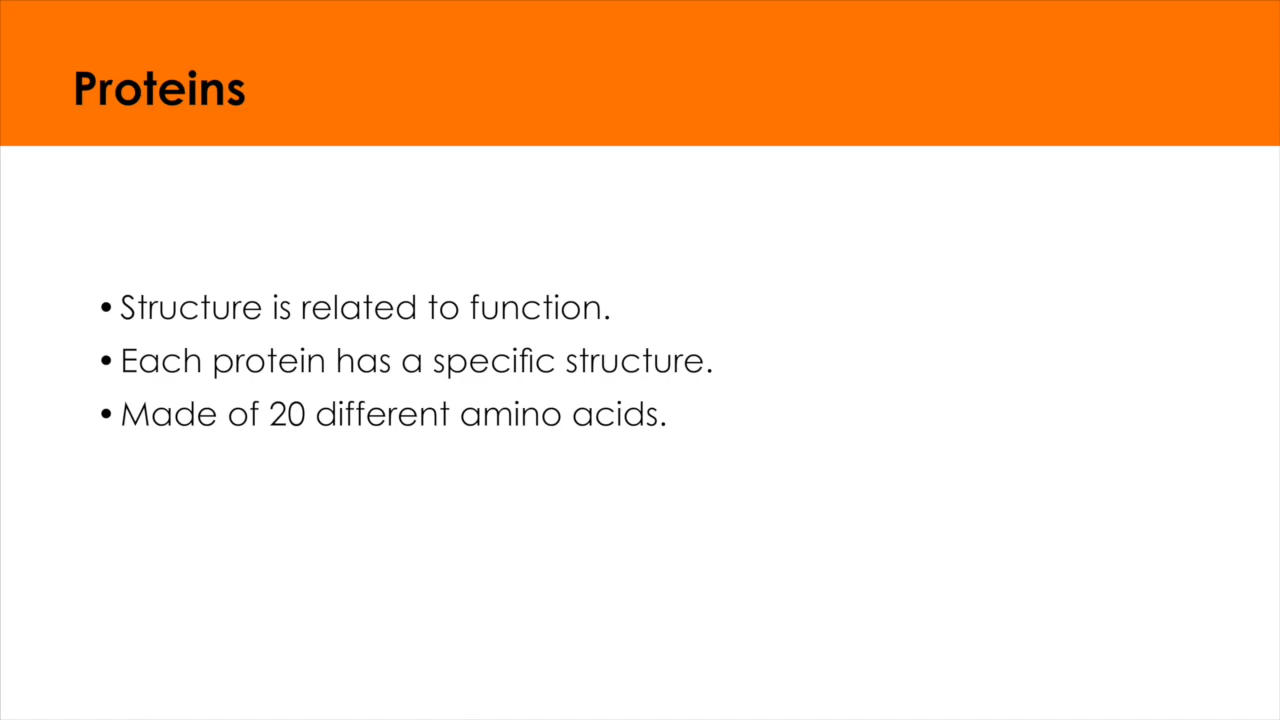 Proteins
• Structure is related to function.
• Each protein has a specific structure.
• Made of 20 different amino acids.